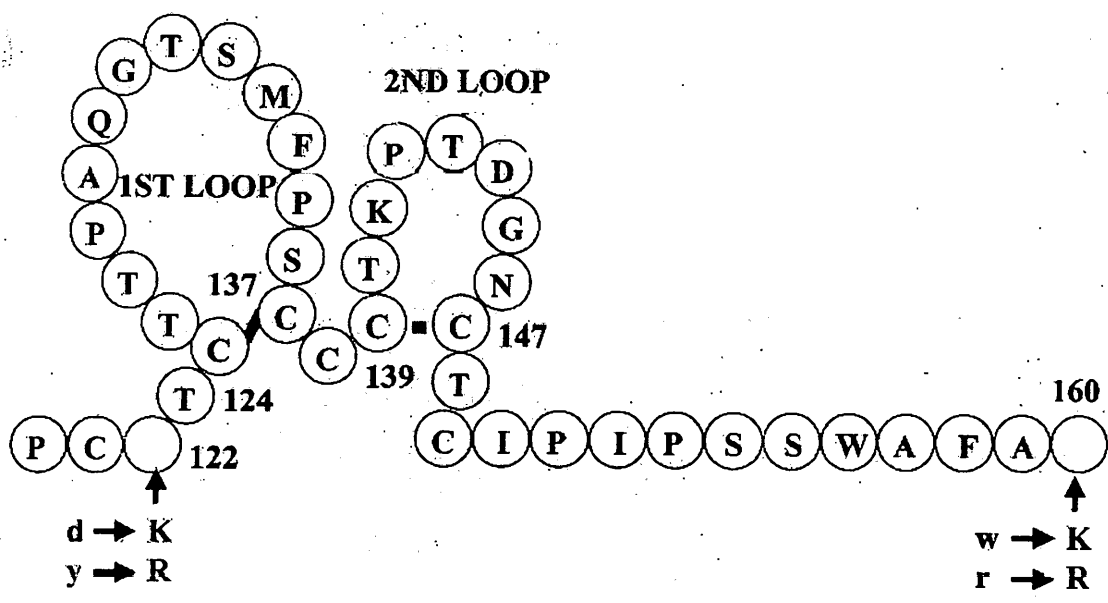 1ST LOOP
2ND LOOP
P C T C T T P A Q G T S M F P S C C C T K P T D G N C T C I P I P S S W A F A
122
124
137
139
147
160
d → K
y → R
w → K
r → R